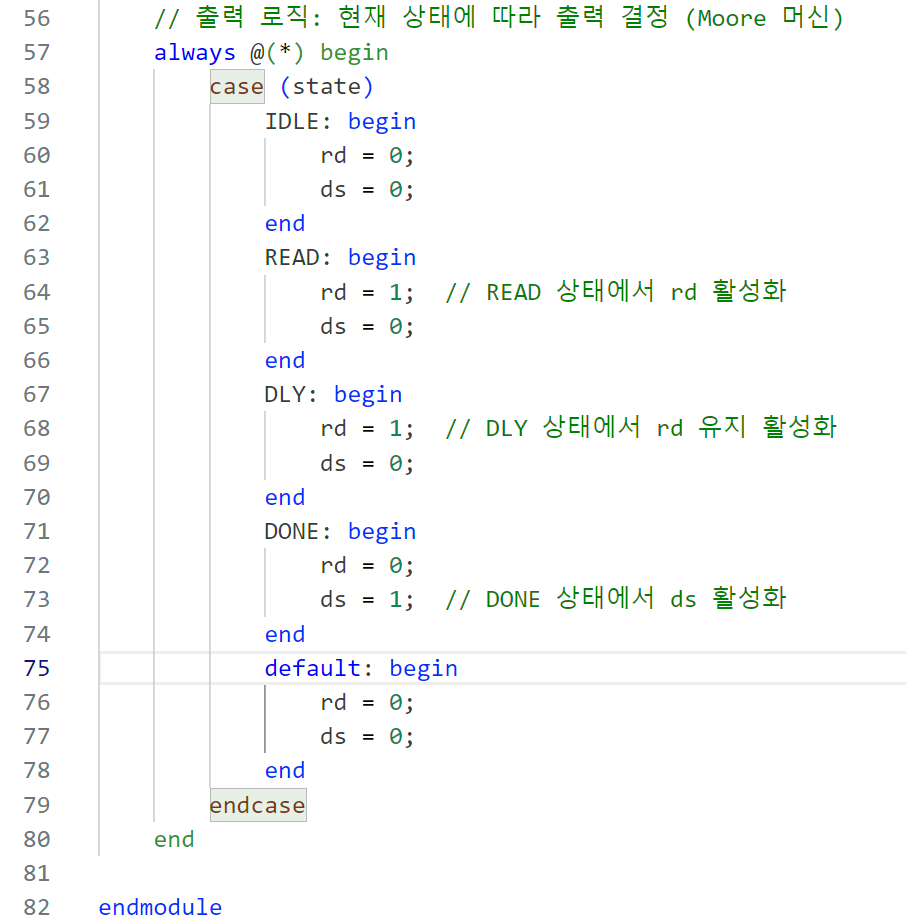 56 // 출력 로직: 현재 상태에 따라 출력 결정 (Moore 머신)
57 always @(*) begin
58 case (state)
59 IDLE: begin
60 rd = 0;
61 ds = 0;
62 end
63 READ: begin
64 rd = 1; // READ 상태에서 rd 활성화
65 ds = 0;
66 end
67 DLY: begin
68 rd = 1; // DLY 상태에서 rd 유지 활성화
69 ds = 0;
70 end
71 DONE: begin
72 rd = 0;
73 ds = 1; // DONE 상태에서 ds 활성화
74 end
75 default: begin
76 rd = 0;
77 ds = 0;
78 end
79 endcase
80 end
81
82 endmodule